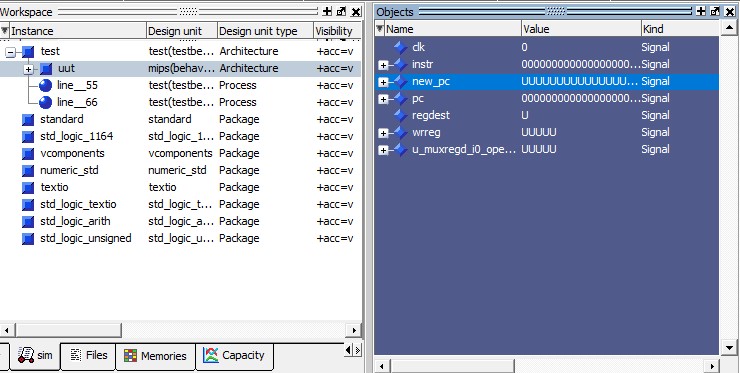 Workspace
Instance Design unit Design unit type Visibility
test test(testbe... Architecture +acc=v
uut mips(behav... Architecture +acc=v
line__55 test(testbe... Process +acc=v
line__66 test(testbe... Process +acc=v
standard standard Package +acc=v
std_logic_1164 std_logic_1... Package +acc=v
vcomponents vcomponents Package +acc=v
numeric_std numeric_std Package +acc=v
textio textio Package +acc=v
std_logic_textio std_logic_t... Package +acc=v
std_logic_arith std_logic_a... Package +acc=v
std_logic_unsigned std_logic_u... Package +acc=v
sim Files Memories Capacity
Objects
Name Value Kind
clk 0 Signal
instr 000000000000000000... Signal
new_pc UUUUUUUUUUUUUUUU... Signal
pc 000000000000000000... Signal
regdest U Signal
wrreg UUUUU Signal
u_muxregd_i0_ope... UUUUU Signal